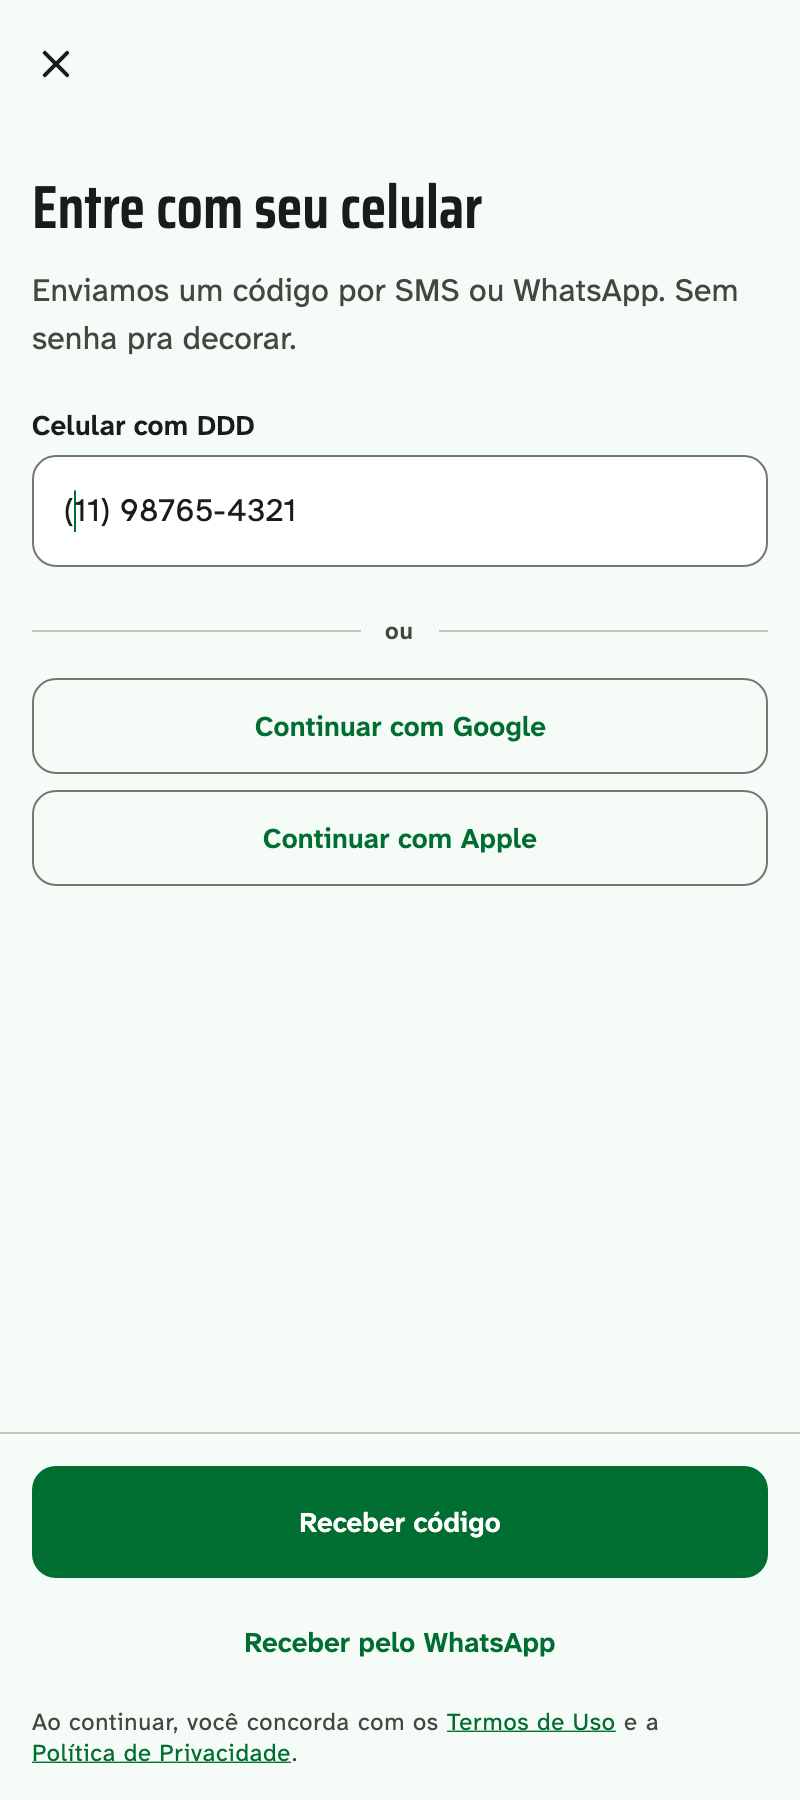 Entre com seu celular
Enviamos um código por SMS ou WhatsApp. Sem
senha pra decorar.
Celular com DDD
(11) 98765-4321
ou
Continuar com Google
Continuar com Apple
Receber código
Receber pelo WhatsApp
Ao continuar, você concorda com os Termos de Uso e a
Política de Privacidade.